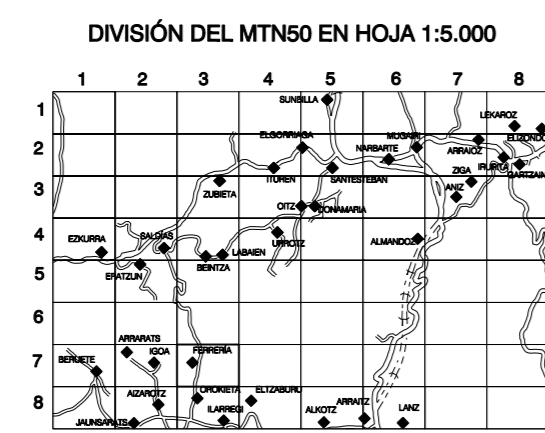 DIVISIÓN DEL MTN50 EN HOJA 1:5.000
1 2 3 4 5 6 7 8
1
SUNBILLA
LEKAROZ
2
ELGORRIAGA
MUGAIRI
ELIZONDO
NARBARTE
ARRAIOZ
IRURITA
ITUREN
SANTESTEBAN
ZIGA
GARTZAIN
3
ZUBIETA
ANIZ
OITZ
DONAMARIA
4
EZKURRA
SALDIAS
URROTZ
ALMANDOZ
LABAIEN
BEINTZA
5
ERATZUN
6
ARRARATS
IGOA
FERRERÍA
7
BERUETE
8
AIZAROTZ
OROKIETA
ELTZABURU
JAUNSARATS
ILARREGI
ALKOTZ
ARRAITZ
LANZ